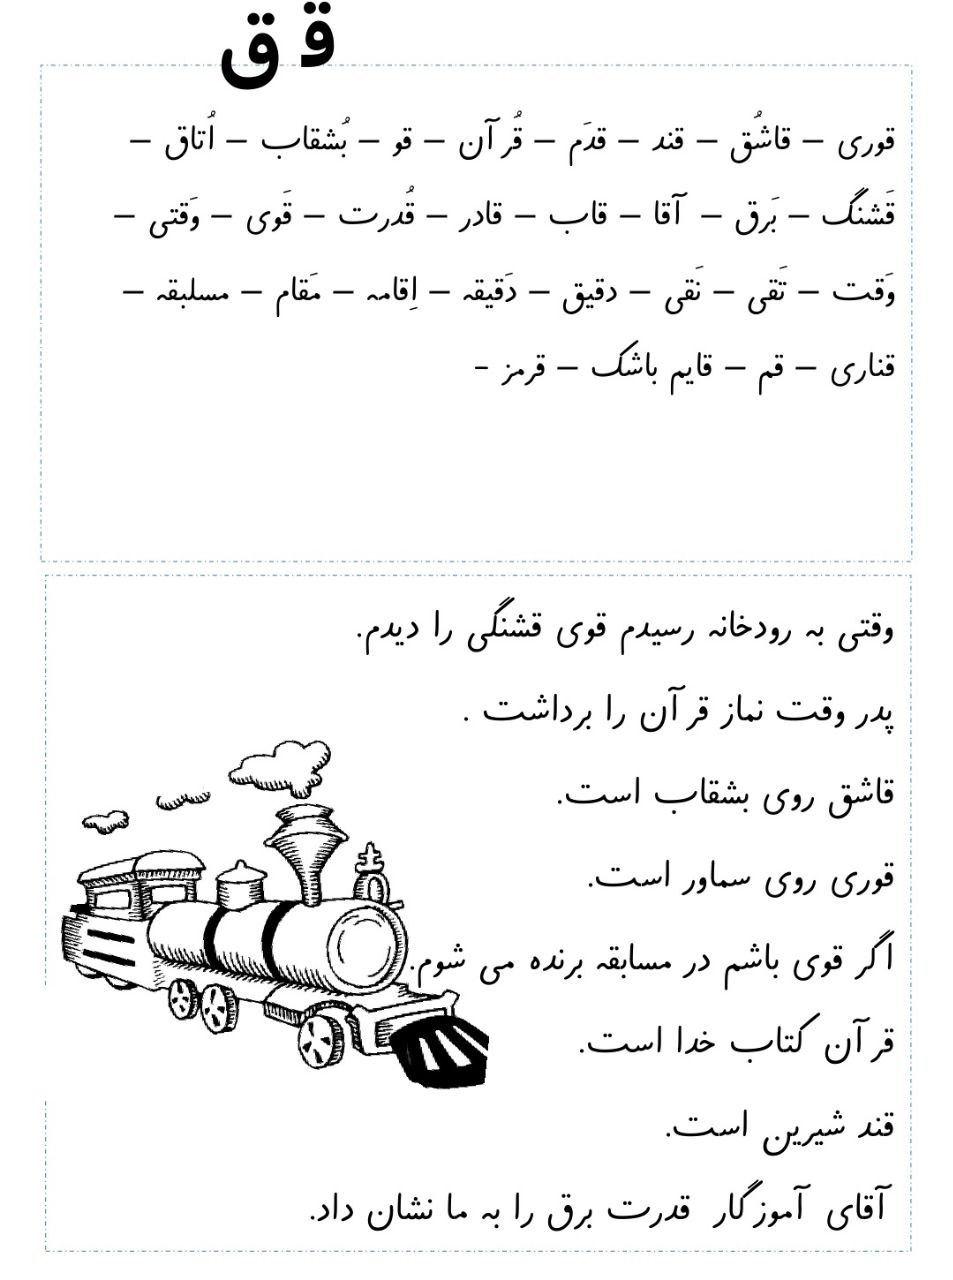 ق‍ ق
قوری – قاشُق – قند – قدَم – قُرآن – قو – بُشقاب – اُتاق –
قَشنگ – بَرق – آقا – قاب – قادر – قُدرت – قَوی – وَقتی –
وَقت – تَقی – نَقی – دقیق – دَقیقه – اِقامه – مَقام – مسلبقه –
قناری – قم – قایم باشک – قرمز –
وقتی به رودخانه رسیدم قوی قشنگی را دیدم.
پدر وقت نماز قرآن را برداشت .
قاشق روی بشقاب است.
قوری روی سماور است.
اگر قوی باشم در مسابقه برنده می شوم.
قرآن کتاب خدا است.
قند شیرین است.
آقای آموزگار قدرت برق را به ما نشان داد.